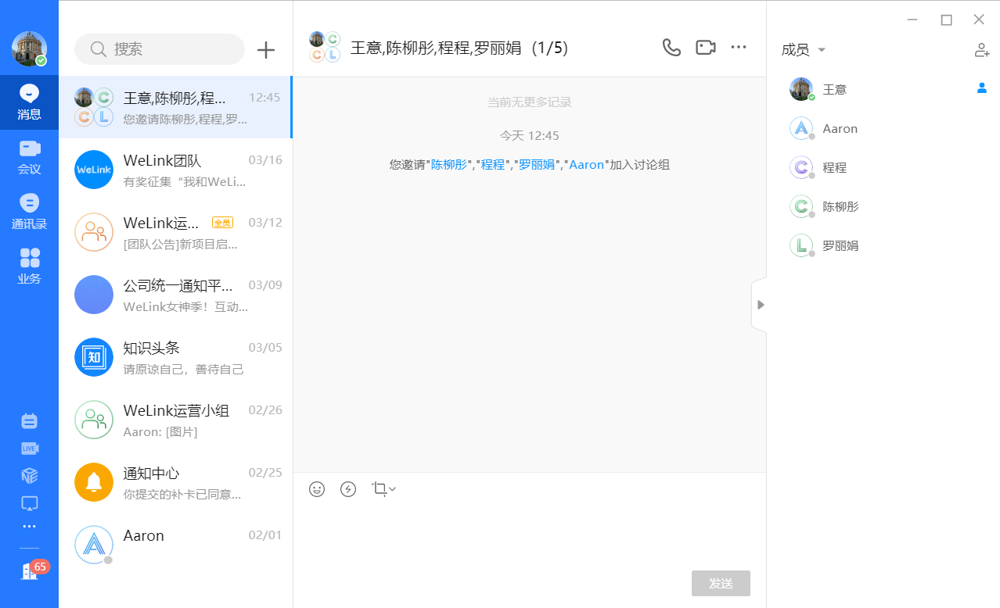 消息
会议
通讯录
业务
LIVE
65
搜索
王意,陈柳彤,程... 12:45
您邀请陈柳彤,程程,罗...
WeLink
WeLink团队 03/16
有奖征集“我和WeLi...
WeLink运... 全员 03/12
[团队公告]新项目启...
公司统一通知平... 03/09
WeLink女神季！互动...
知
知识头条 03/05
请原谅自己，善待自己
WeLink运营小组 02/26
Aaron: [图片]
通知中心 02/25
你提交的补卡已同意...
Aaron 02/01
C
C L
王意,陈柳彤,程程,罗丽娟 (1/5)
当前无更多记录
今天 12:45
您邀请"陈柳彤","程程","罗丽娟","Aaron"加入讨论组
发送
成员
王意
Aaron
C 程程
C 陈柳彤
L 罗丽娟